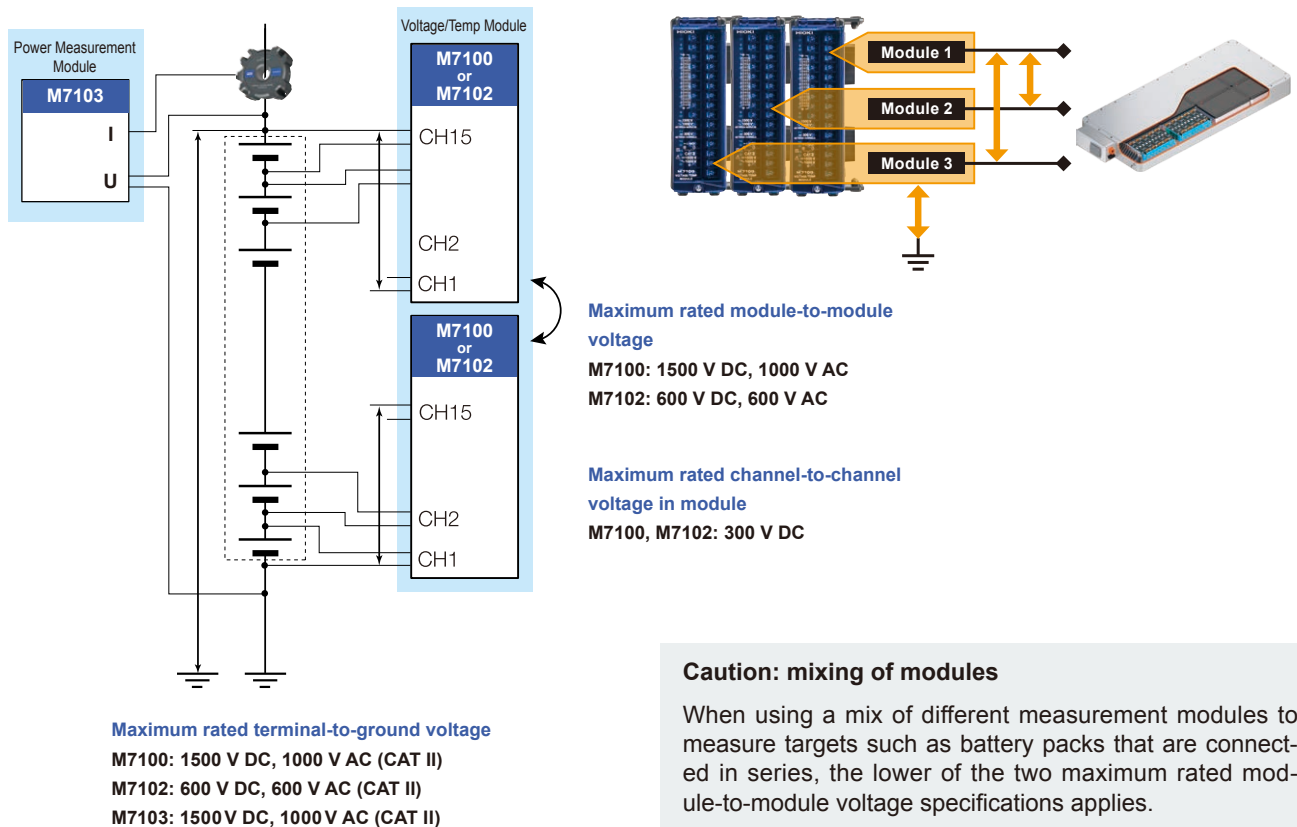 Power Measurement
Module
M7103
I
U
Voltage/Temp Module
M7100
or
M7102
CH15
CH2
CH1
M7100
or
M7102
CH15
CH2
CH1
Maximum rated terminal-to-ground voltage
M7100: 1500 V DC, 1000 V AC (CAT II)
M7102: 600 V DC, 600 V AC (CAT II)
M7103: 1500 V DC, 1000 V AC (CAT II)
HIOKI
HIOKI
HIOKI
Module 1
Module 2
Module 3
Maximum rated module-to-module
voltage
M7100: 1500 V DC, 1000 V AC
M7102: 600 V DC, 600 V AC
Maximum rated channel-to-channel
voltage in module
M7100, M7102: 300 V DC
Caution: mixing of modules
When using a mix of different measurement modules to
measure targets such as battery packs that are connect-
ed in series, the lower of the two maximum rated mod-
ule-to-module voltage specifications applies.